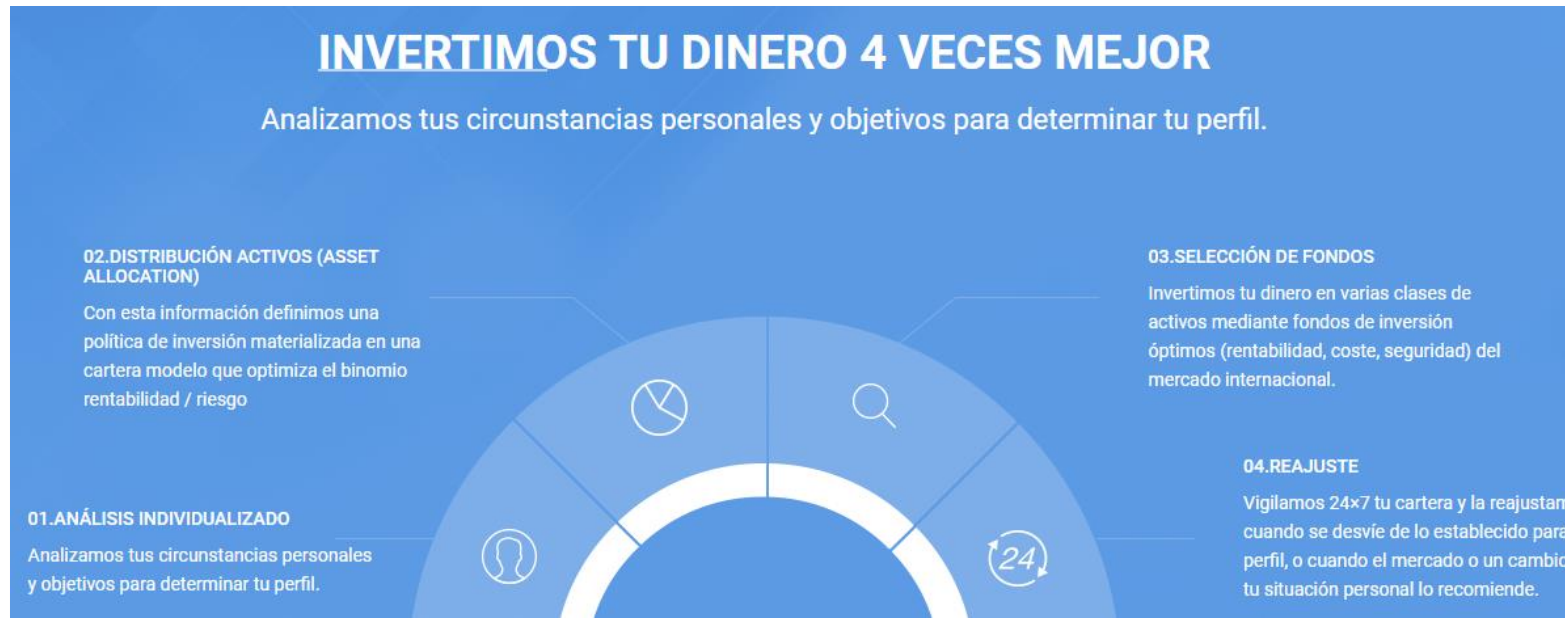 INVERTIMOS TU DINERO 4 VECES MEJOR
Analizamos tus circunstancias personales y objetivos para determinar tu perfil.
02.DISTRIBUCIÓN ACTIVOS (ASSET
ALLOCATION)
Con esta información definimos una
política de inversión materializada en una
cartera modelo que optimiza el binomio
rentabilidad / riesgo
03.SELECCIÓN DE FONDOS
Invertimos tu dinero en varias clases de
activos mediante fondos de inversión
óptimos (rentabilidad, coste, seguridad) del
mercado internacional.
01.ANÁLISIS INDIVIDUALIZADO
Analizamos tus circunstancias personales
y objetivos para determinar tu perfil.
24
04.REAJUSTE
Vigilamos 24×7 tu cartera y la
cuando se desvíe de lo establecido para
perfil, o cuando el mercado o un
tu situación personal lo recomiende.